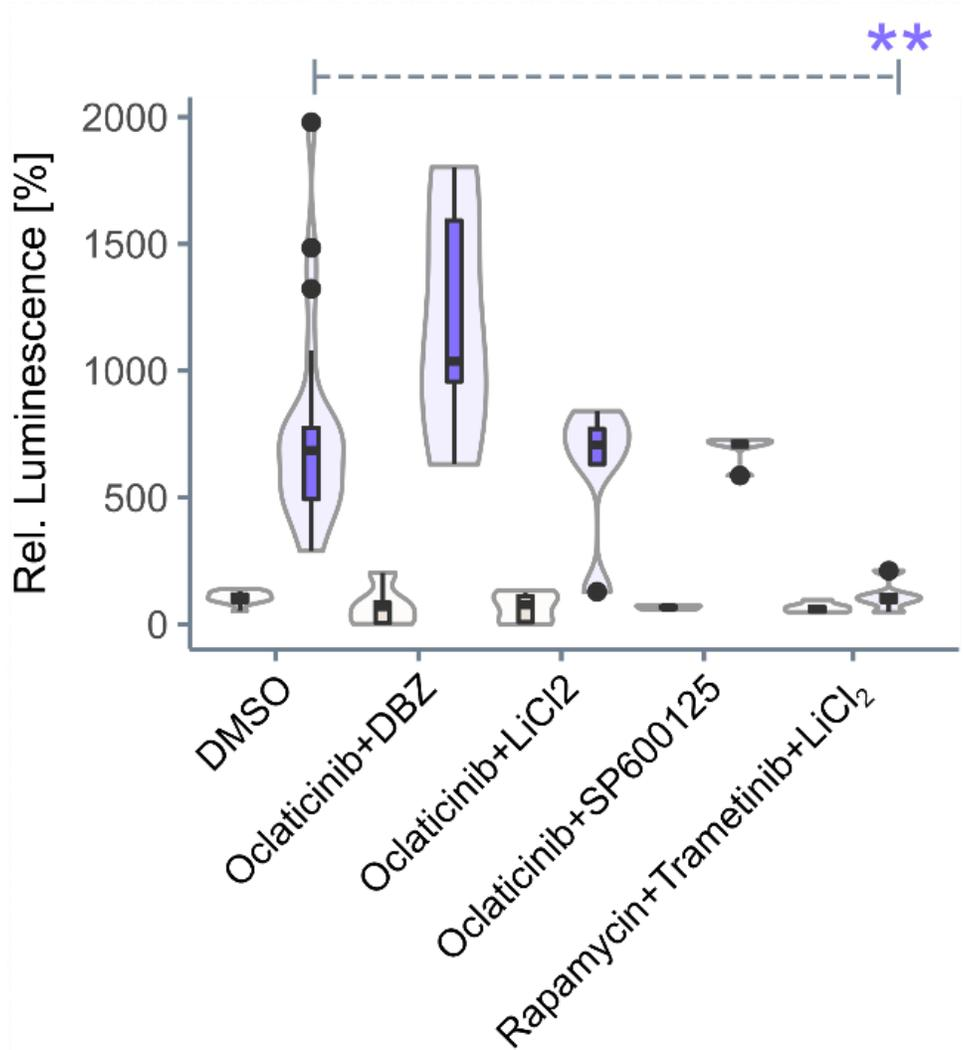 **
2000
1500
1000
500
0
Rel. Luminescence [%]
DMSO
Oclaticinib+DBZ
Oclaticinib+LiCl2
Oclaticinib+SP600125
Rapamycin+Trametinib+LiCl₂